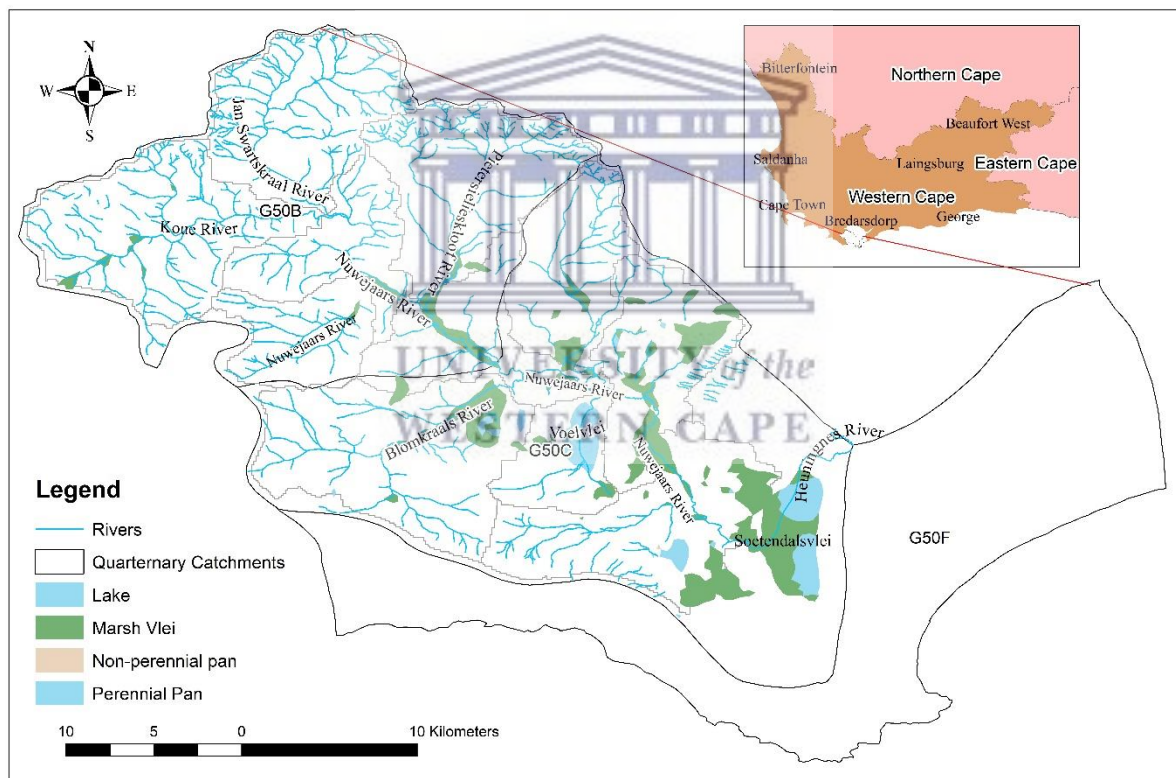 N
W E
S
Jan Swartskraal River
G50B
Koue River
Pietersielieskloof River
Nuwejaars River
Nuwejaars River
Bitterfontein
Northern Cape
Beaufort West
Saldanha
Laingsburg
Eastern Cape
Western Cape
Cape Town
Bredarsdorp
George
UNIVERSITY of the
WESTERN CAPE
Nuwejaars River
Blomkraals River
Voelvlei
G50C
Nuwejaars River
Heuningnes River
Soetendalsvlei
G50F
Legend
Rivers
Quarternary Catchments
Lake
Marsh Vlei
Non-perennial pan
Perennial Pan
10 5 0 10 Kilometers